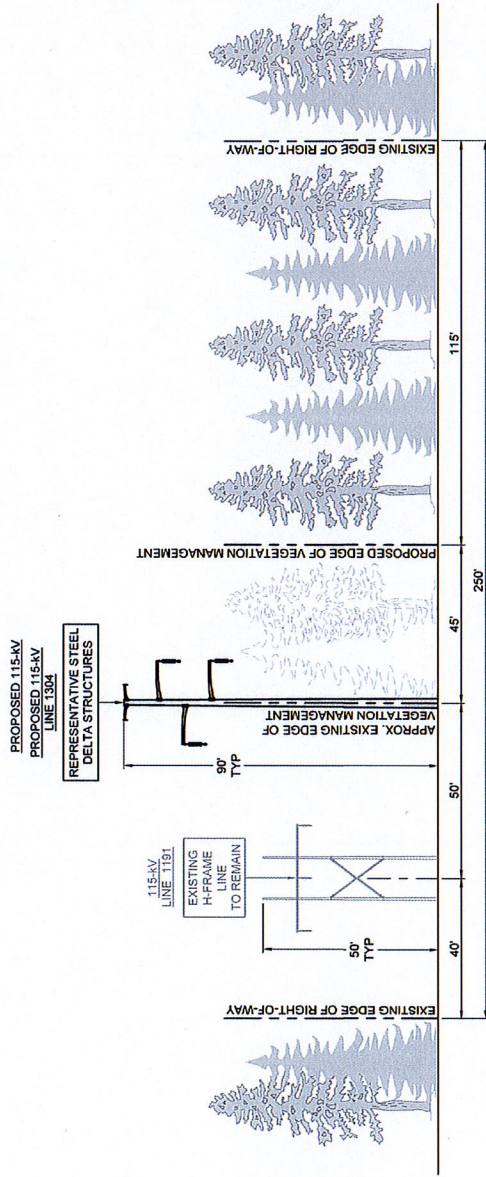 PROPOSED 115-kV
PROPOSED 115-kV
LINE 1304
REPRESENTATIVE STEEL
DELTA STRUCTURES
115-kV
LINE 1191
EXISTING
H-FRAME
LINE
TO REMAIN
90'
TYP
50'
TYP
EXISTING EDGE OF RIGHT-OF-WAY
APPROX. EXISTING EDGE OF
VEGETATION MANAGEMENT
PROPOSED EDGE OF VEGETATION MANAGEMENT
EXISTING EDGE OF RIGHT-OF-WAY
40'
50'
45'
115'
250'